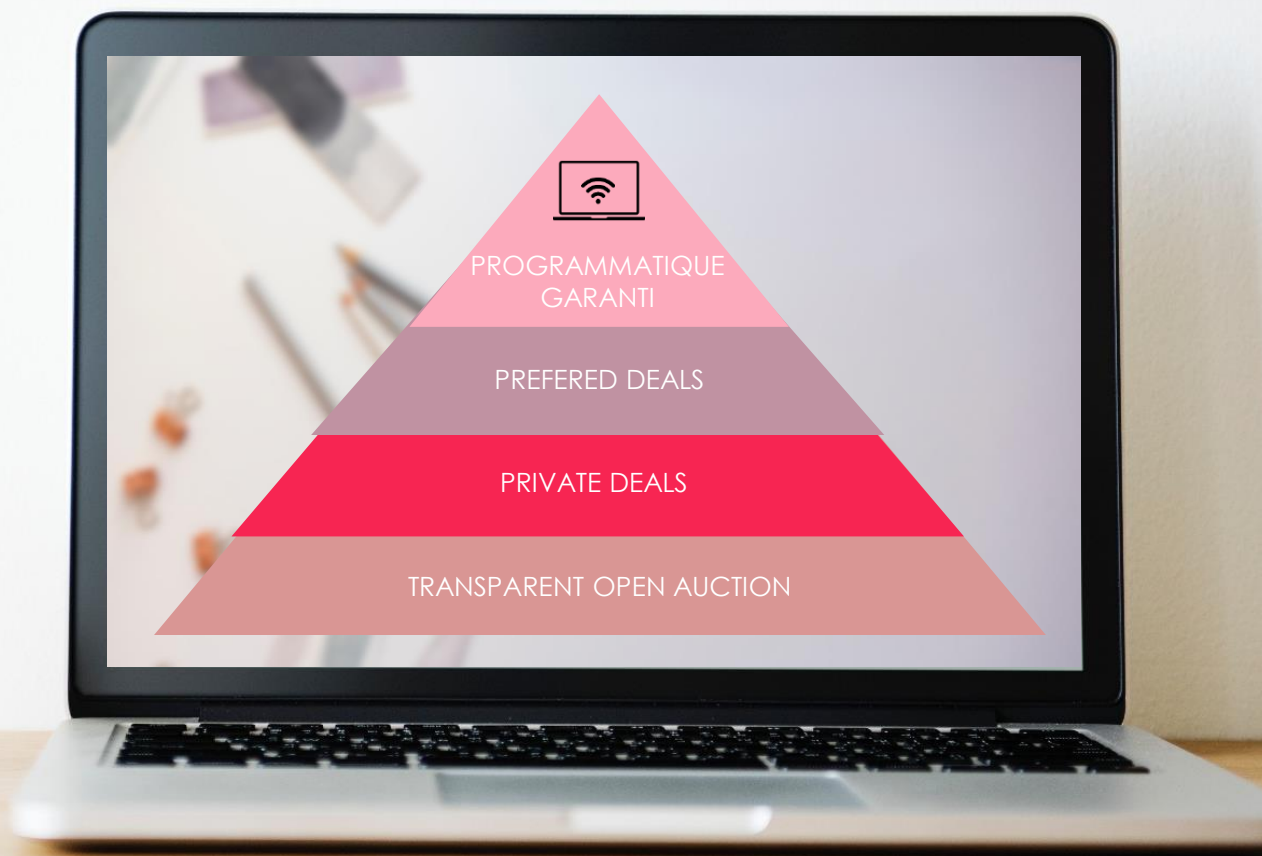 PROGRAMMATIQUE
GARANTI
PREFERED DEALS
PRIVATE DEALS
TRANSPARENT OPEN AUCTION